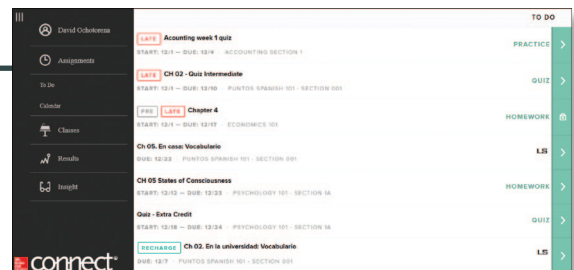 TO DO
David Ochotorena
Assignments
To Do
Calendar
Classes
Results
Insight
connect®
LATE Acounting week 1 quiz
START: 12/1 — DUE: 12/4 · ACCOUNTING SECTION 1
PRACTICE
LATE CH 02 - Quiz Intermediate
START: 12/1 — DUE: 12/10 · PUNTOS SPANISH 101 - SECTION 001
QUIZ
PRE LATE Chapter 4
START: 12/1 — DUE: 12/17 · ECONOMICS 101
HOMEWORK
Ch 05. En casa: Vocabulario
DUE: 12/23 · PUNTOS SPANISH 101 - SECTION 001
LS
CH 05 States of Consciousness
START: 12/12 — DUE: 12/23 · PSYCHOLOGY 101 - SECTION 1A
HOMEWORK
Quiz - Extra Credit
START: 12/18 — DUE: 12/24 · PSYCHOLOGY 101 - SECTION 1A
QUIZ
RECHARGE Ch 02. En la universidad: Vocabulario
DUE: 12/7 · PUNTOS SPANISH 101 - SECTION 001
LS